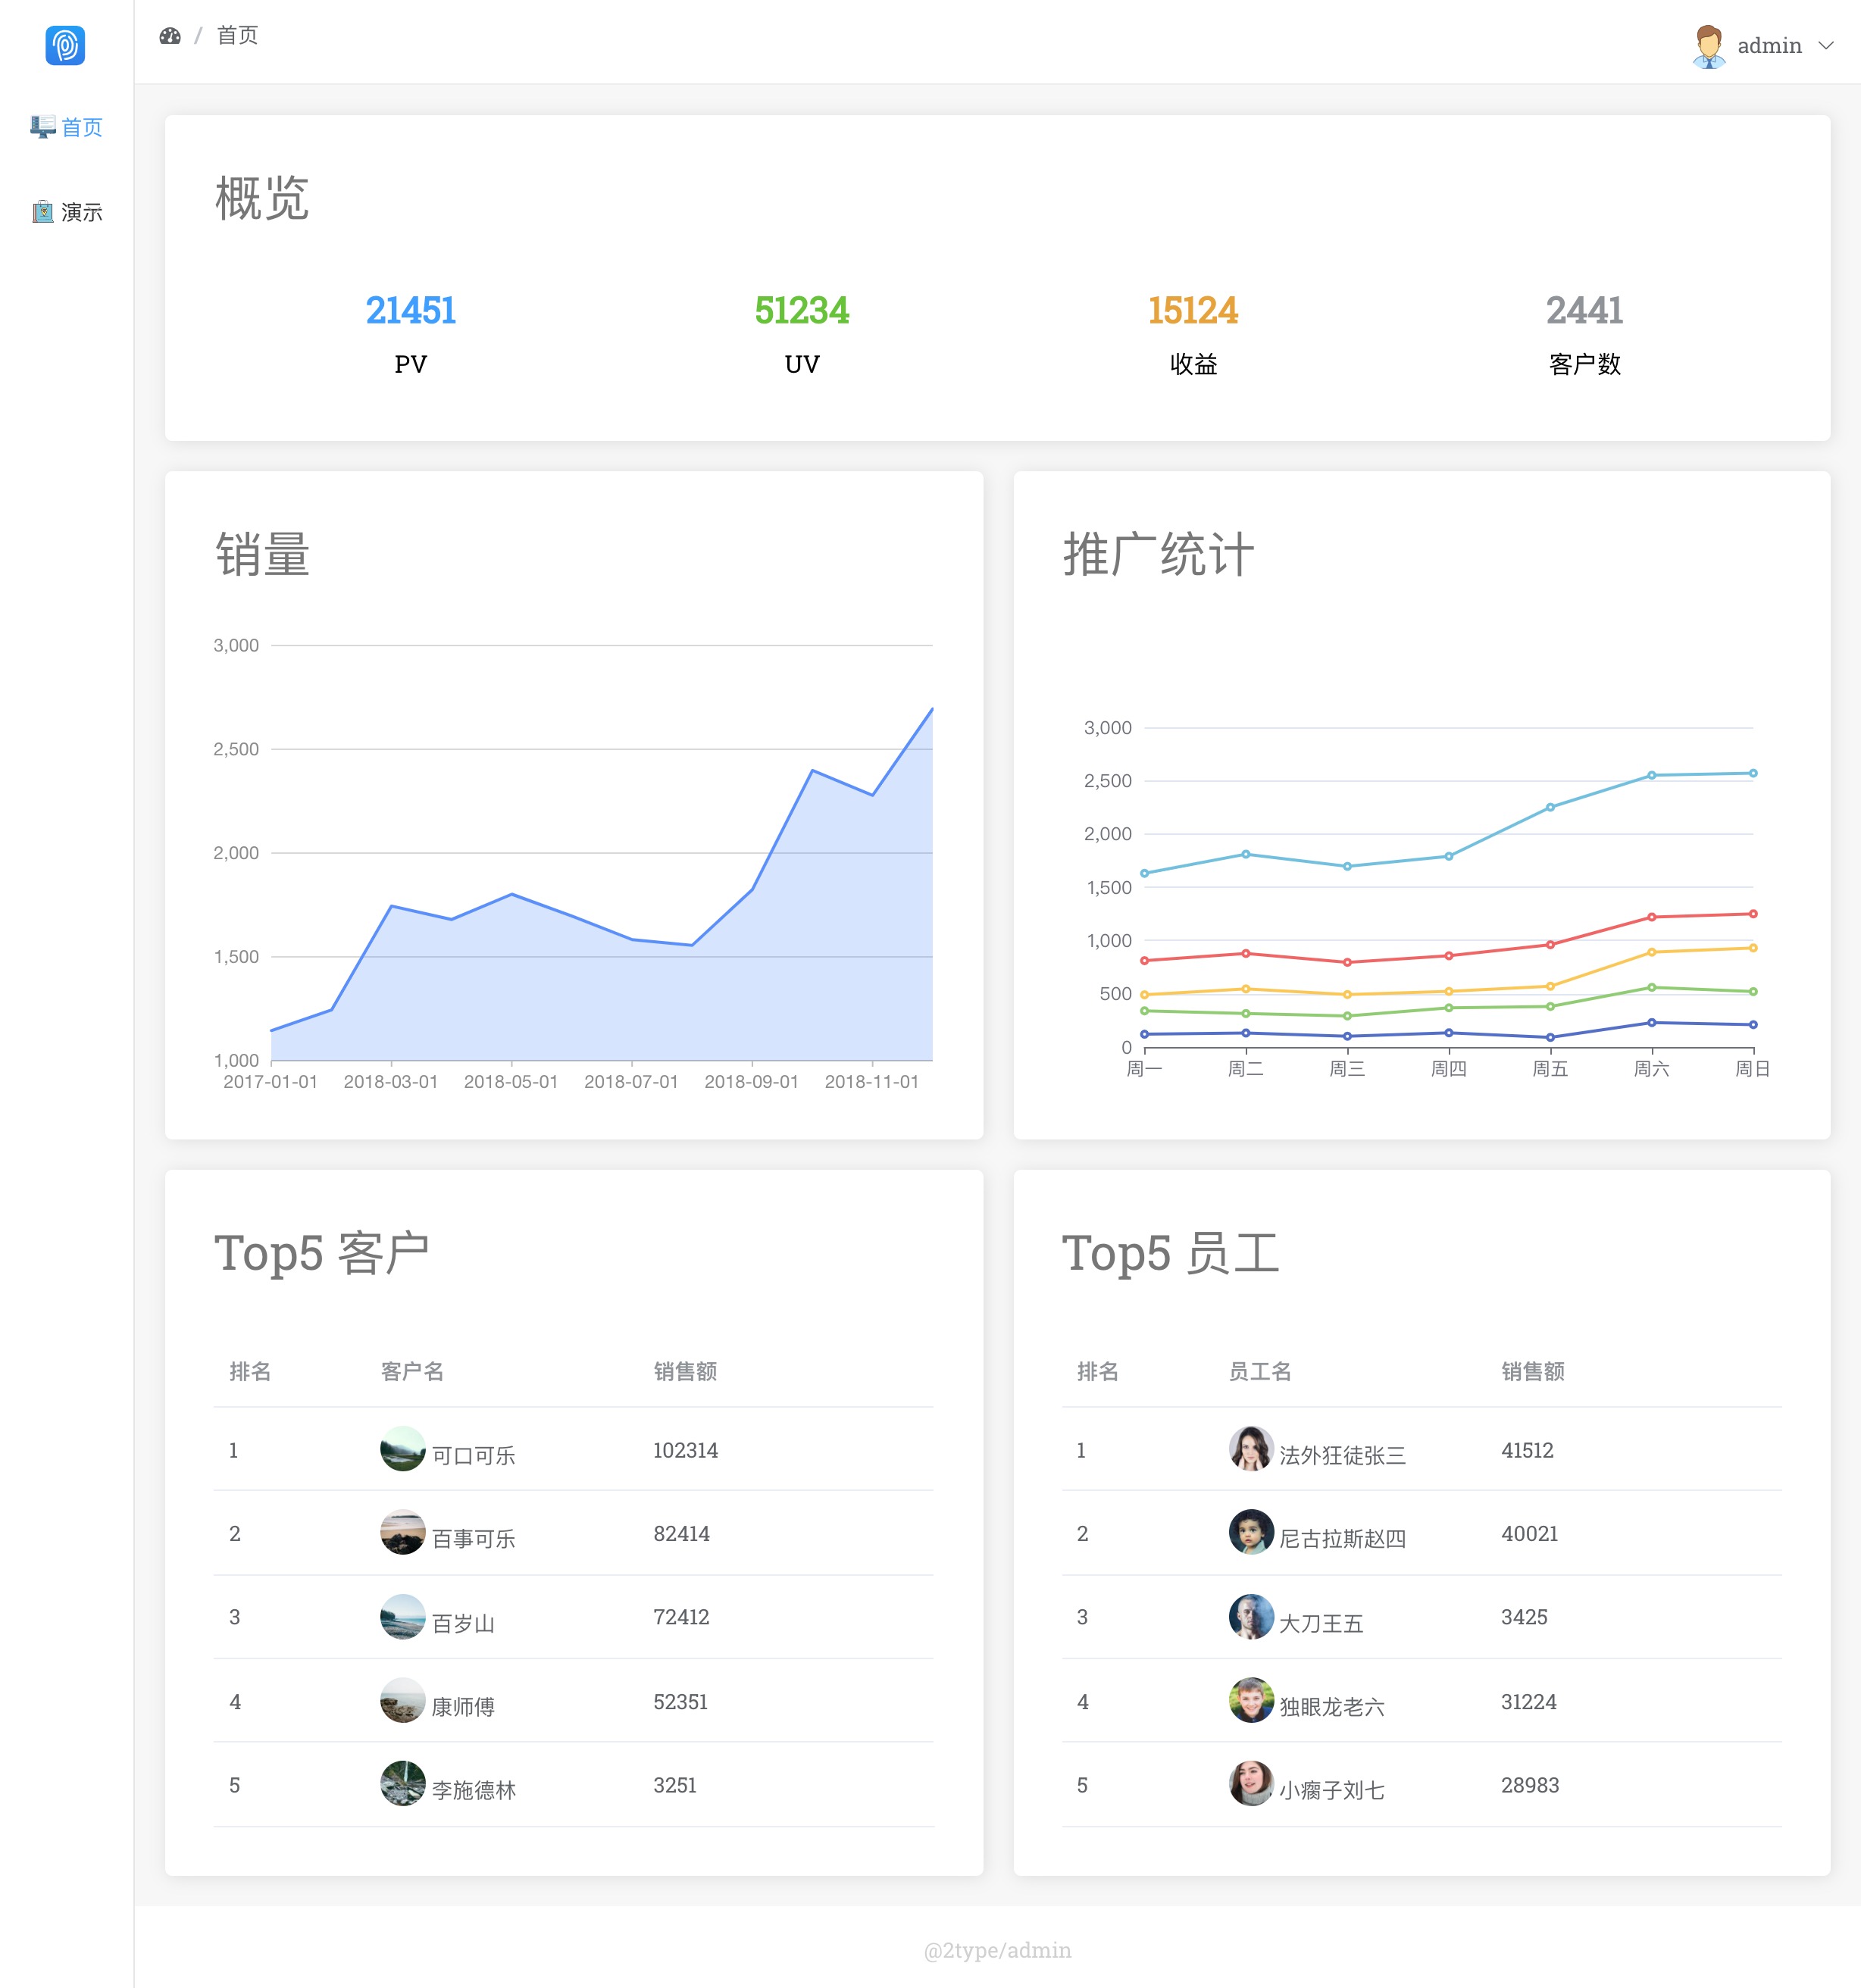 / 首页
admin
首页
演示
概览
21451
PV
51234
UV
15124
收益
2441
客户数
销量
3,000
2,500
2,000
1,500
1,000
2017-01-01 2018-03-01 2018-05-01 2018-07-01 2018-09-01 2018-11-01
推广统计
3,000
2,500
2,000
1,500
1,000
500
0
周一 周二 周三 周四 周五 周六 周日
Top5 客户
排名 客户名 销售额
1 可口可乐 102314
2 百事可乐 82414
3 百岁山 72412
4 康师傅 52351
5 李施德林 3251
Top5 员工
排名 员工名 销售额
1 法外狂徒张三 41512
2 尼古拉斯赵四 40021
3 大刀王五 3425
4 独眼龙老六 31224
5 小瘸子刘七 28983
@2type/admin